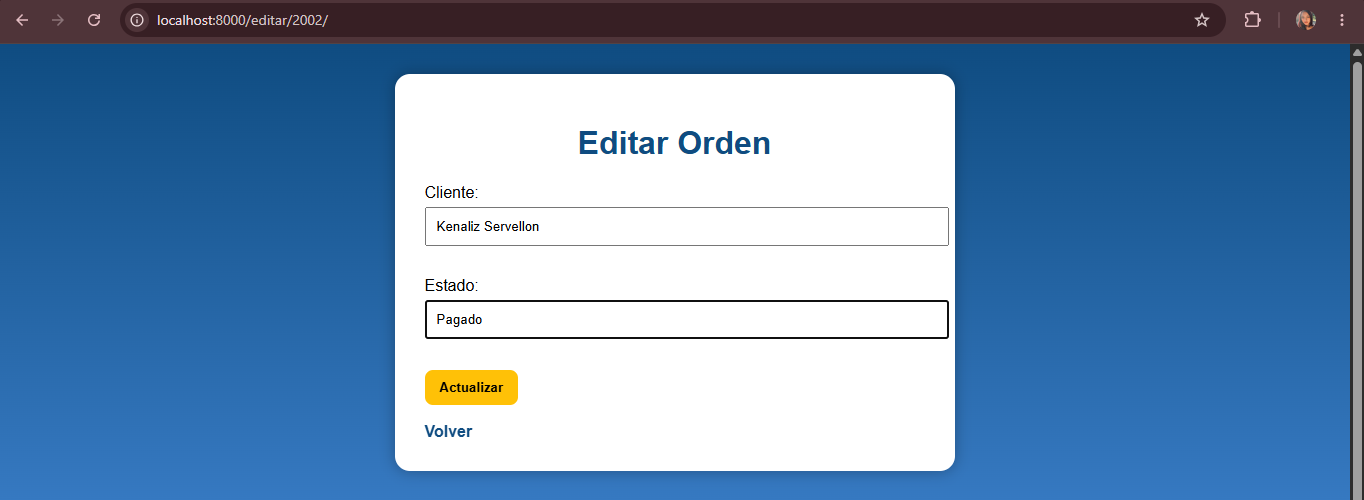 localhost:8000/editar/2002/
Editar Orden
Cliente:
Kenaliz Servellon
Estado:
Pagado
Actualizar
Volver